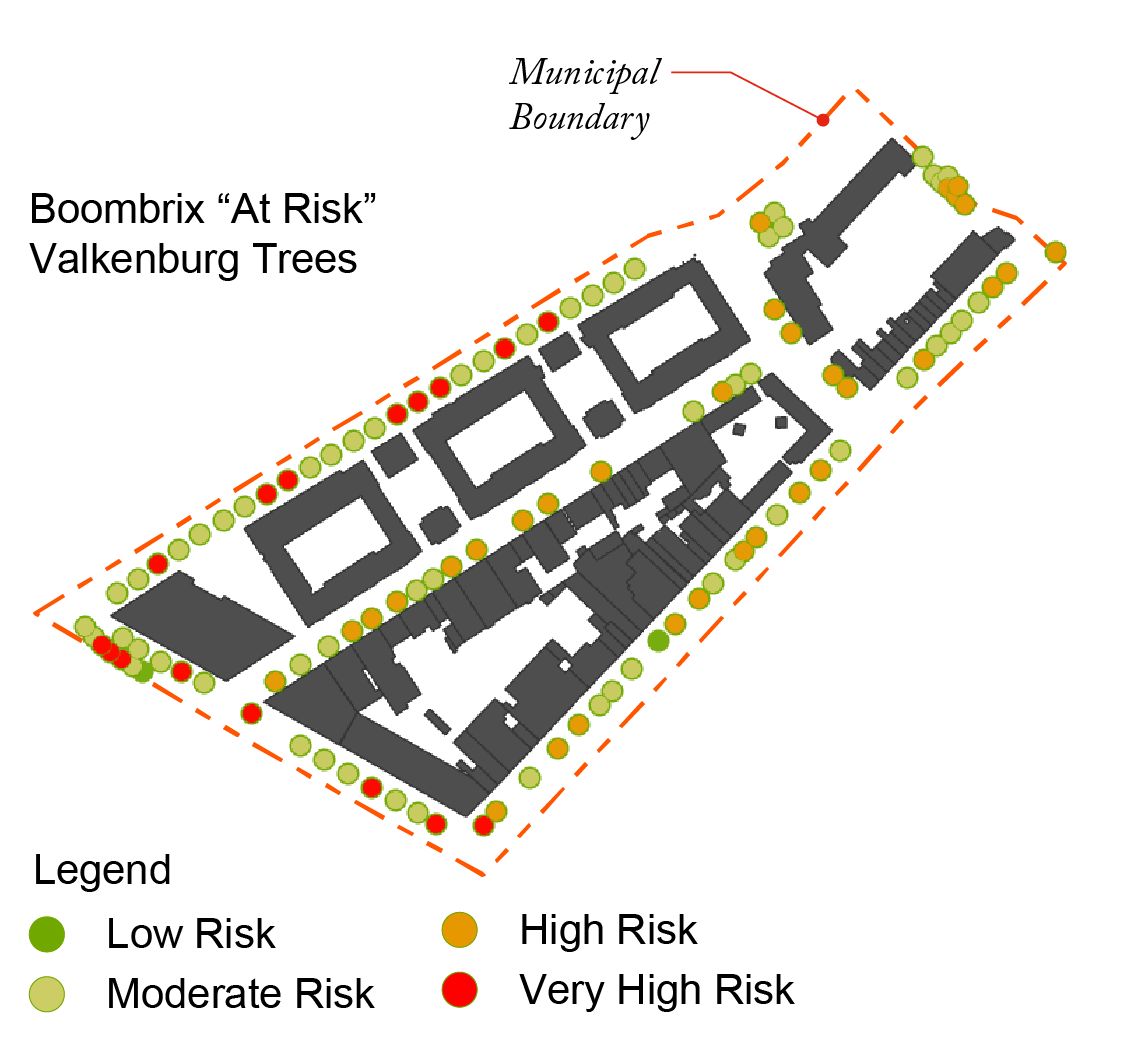 Municipal
Boundary
Boombrix “At Risk”
Valkenburg Trees
Legend
Low Risk
Moderate Risk
High Risk
Very High Risk